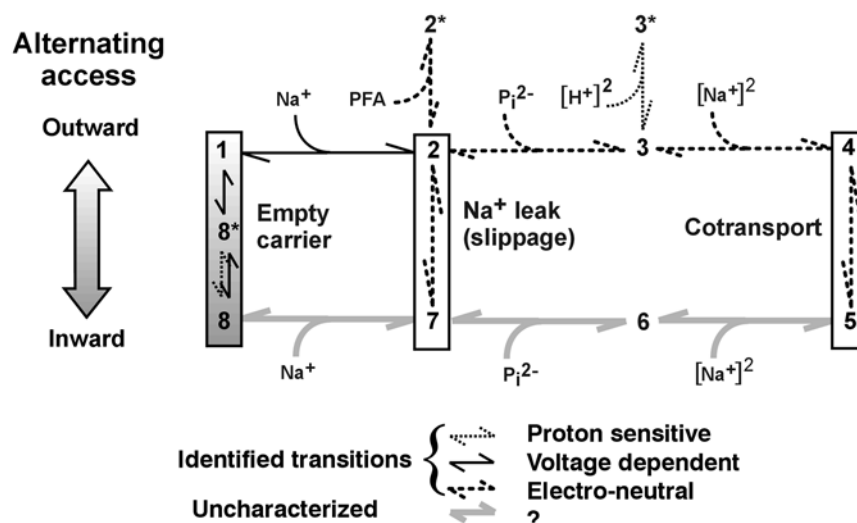 2* 3*
Alternating
access
Na⁺ PFA Pi²⁻ [H⁺]² [Na⁺]²
Outward
1 2 3 4
Empty
carrier
Na⁺ leak
(slippage)
Cotransport
8*
8 7 6 5
Inward
Na⁺ Pi²⁻ [Na⁺]²
Identified transitions { Proton sensitive
Voltage dependent
Electro-neutral
Uncharacterized ?